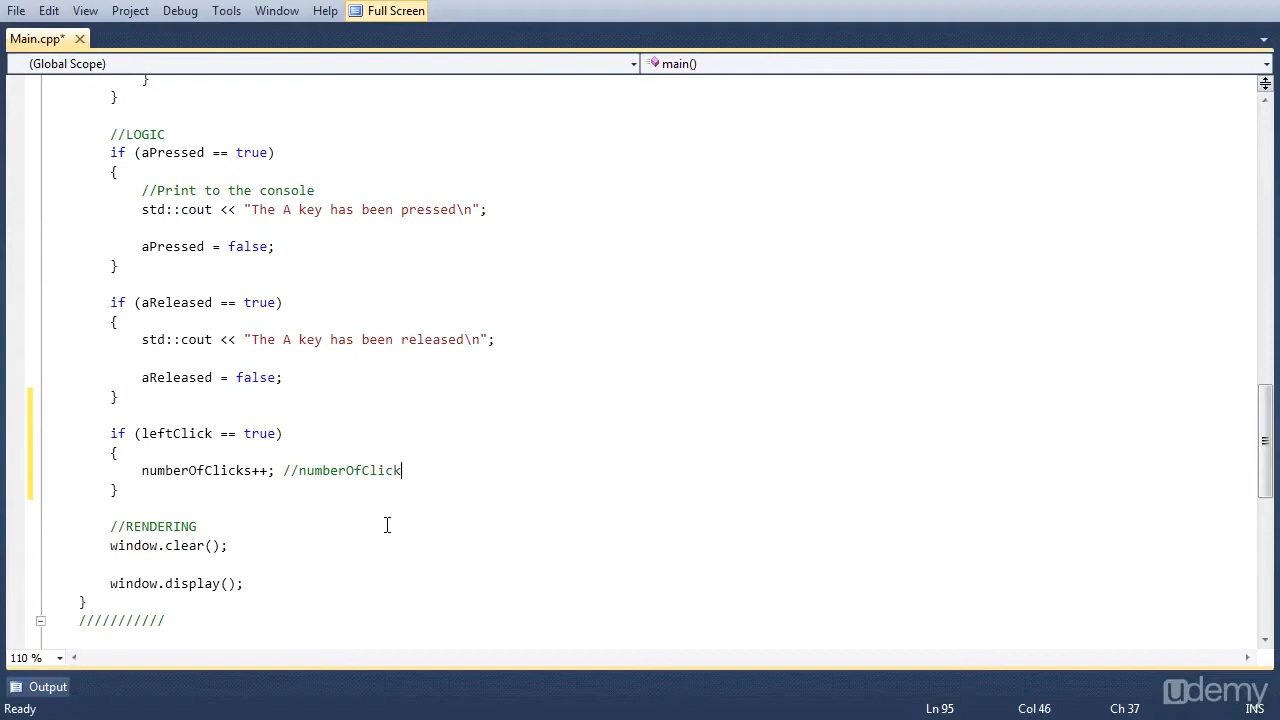 File Edit View Project Debug Tools Window Help Full Screen
Main.cpp*
(Global Scope) main()
}
}
//LOGIC
if (aPressed == true)
{
//Print to the console
std::cout << "The A key has been pressed\n";
aPressed = false;
}
if (aReleased == true)
{
std::cout << "The A key has been released\n";
aReleased = false;
}
if (leftClick == true)
{
numberOfClicks++; //numberOfClick
}
//RENDERING
window.clear();
window.display();
}
///////////
110 %
Output
udemy
Ready Ln 95 Col 46 Ch 37 INS